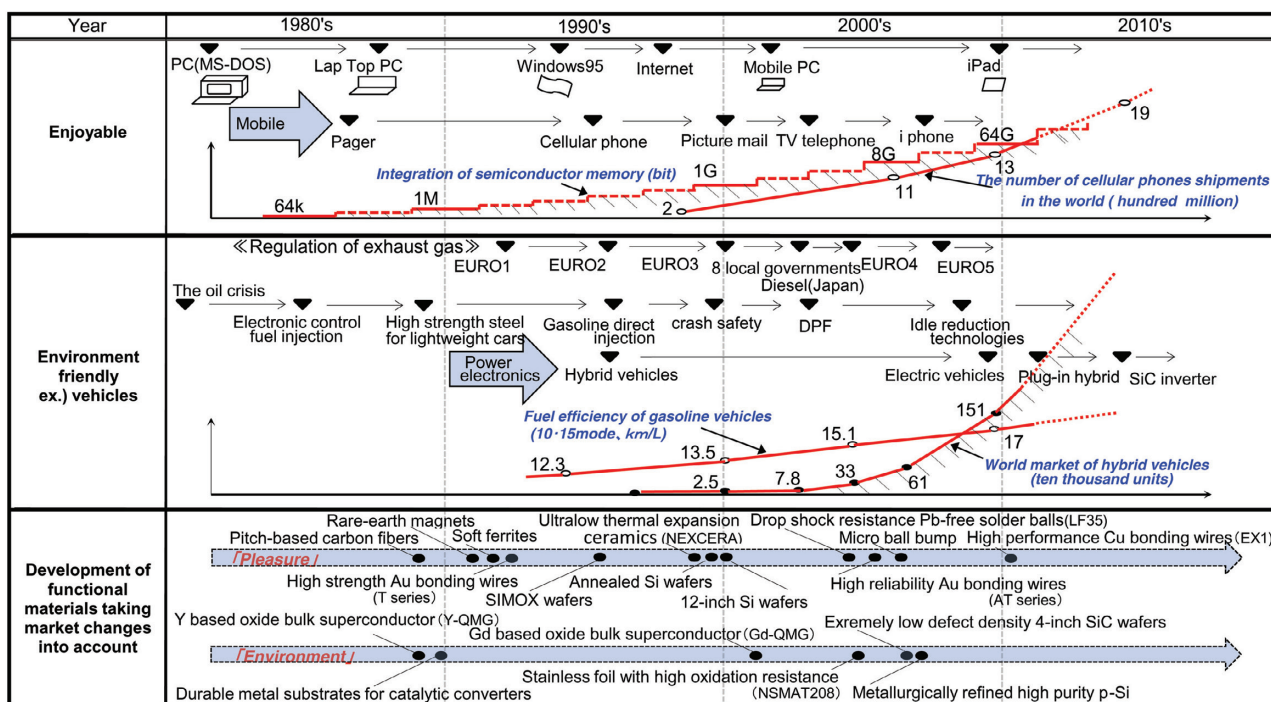 Year
1980's
1990's
2000's
2010's
Enjoyable
PC(MS-DOS)
Lap Top PC
Windows95
Internet
Mobile PC
iPad
Mobile
Pager
Cellular phone
Picture mail
TV telephone
i phone
64G
19
Integration of semiconductor memory (bit)
64k
1M
1G
8G
2
11
13
The number of cellular phones shipments
in the world ( hundred million)
Environment
friendly
ex.) vehicles
≪Regulation of exhaust gas≫
EURO1
EURO2
EURO3
8 local governments
Diesel(Japan)
EURO4
EURO5
The oil crisis
Electronic control
fuel injection
High strength steel
for lightweight cars
Gasoline direct
injection
crash safety
DPF
Idle reduction
technologies
Power
electronics
Hybrid vehicles
Electric vehicles
Plug-in hybrid
SiC inverter
Fuel efficiency of gasoline vehicles
(10·15mode、km/L)
12.3
13.5
15.1
17
2.5
7.8
33
61
151
World market of hybrid vehicles
(ten thousand units)
Development of
functional
materials taking
market changes
into account
「Pleasure」
Rare-earth magnets
Pitch-based carbon fibers
Soft ferrites
Ultralow thermal expansion
ceramics (NEXCERA)
Drop shock resistance Pb-free solder balls(LF35)
Micro ball bump
High performance Cu bonding wires (EX1)
High strength Au bonding wires
(T series)
SIMOX wafers
Annealed Si wafers
12-inch Si wafers
High reliability Au bonding wires
(AT series)
「Environment」
Y based oxide bulk superconductor (Y-QMG)
Gd based oxide bulk superconductor (Gd-QMG)
Exremely low defect density 4-inch SiC wafers
Durable metal substrates for catalytic converters
Stainless foil with high oxidation resistance
(NSMAT208)
Metallurgically refined high purity p-Si